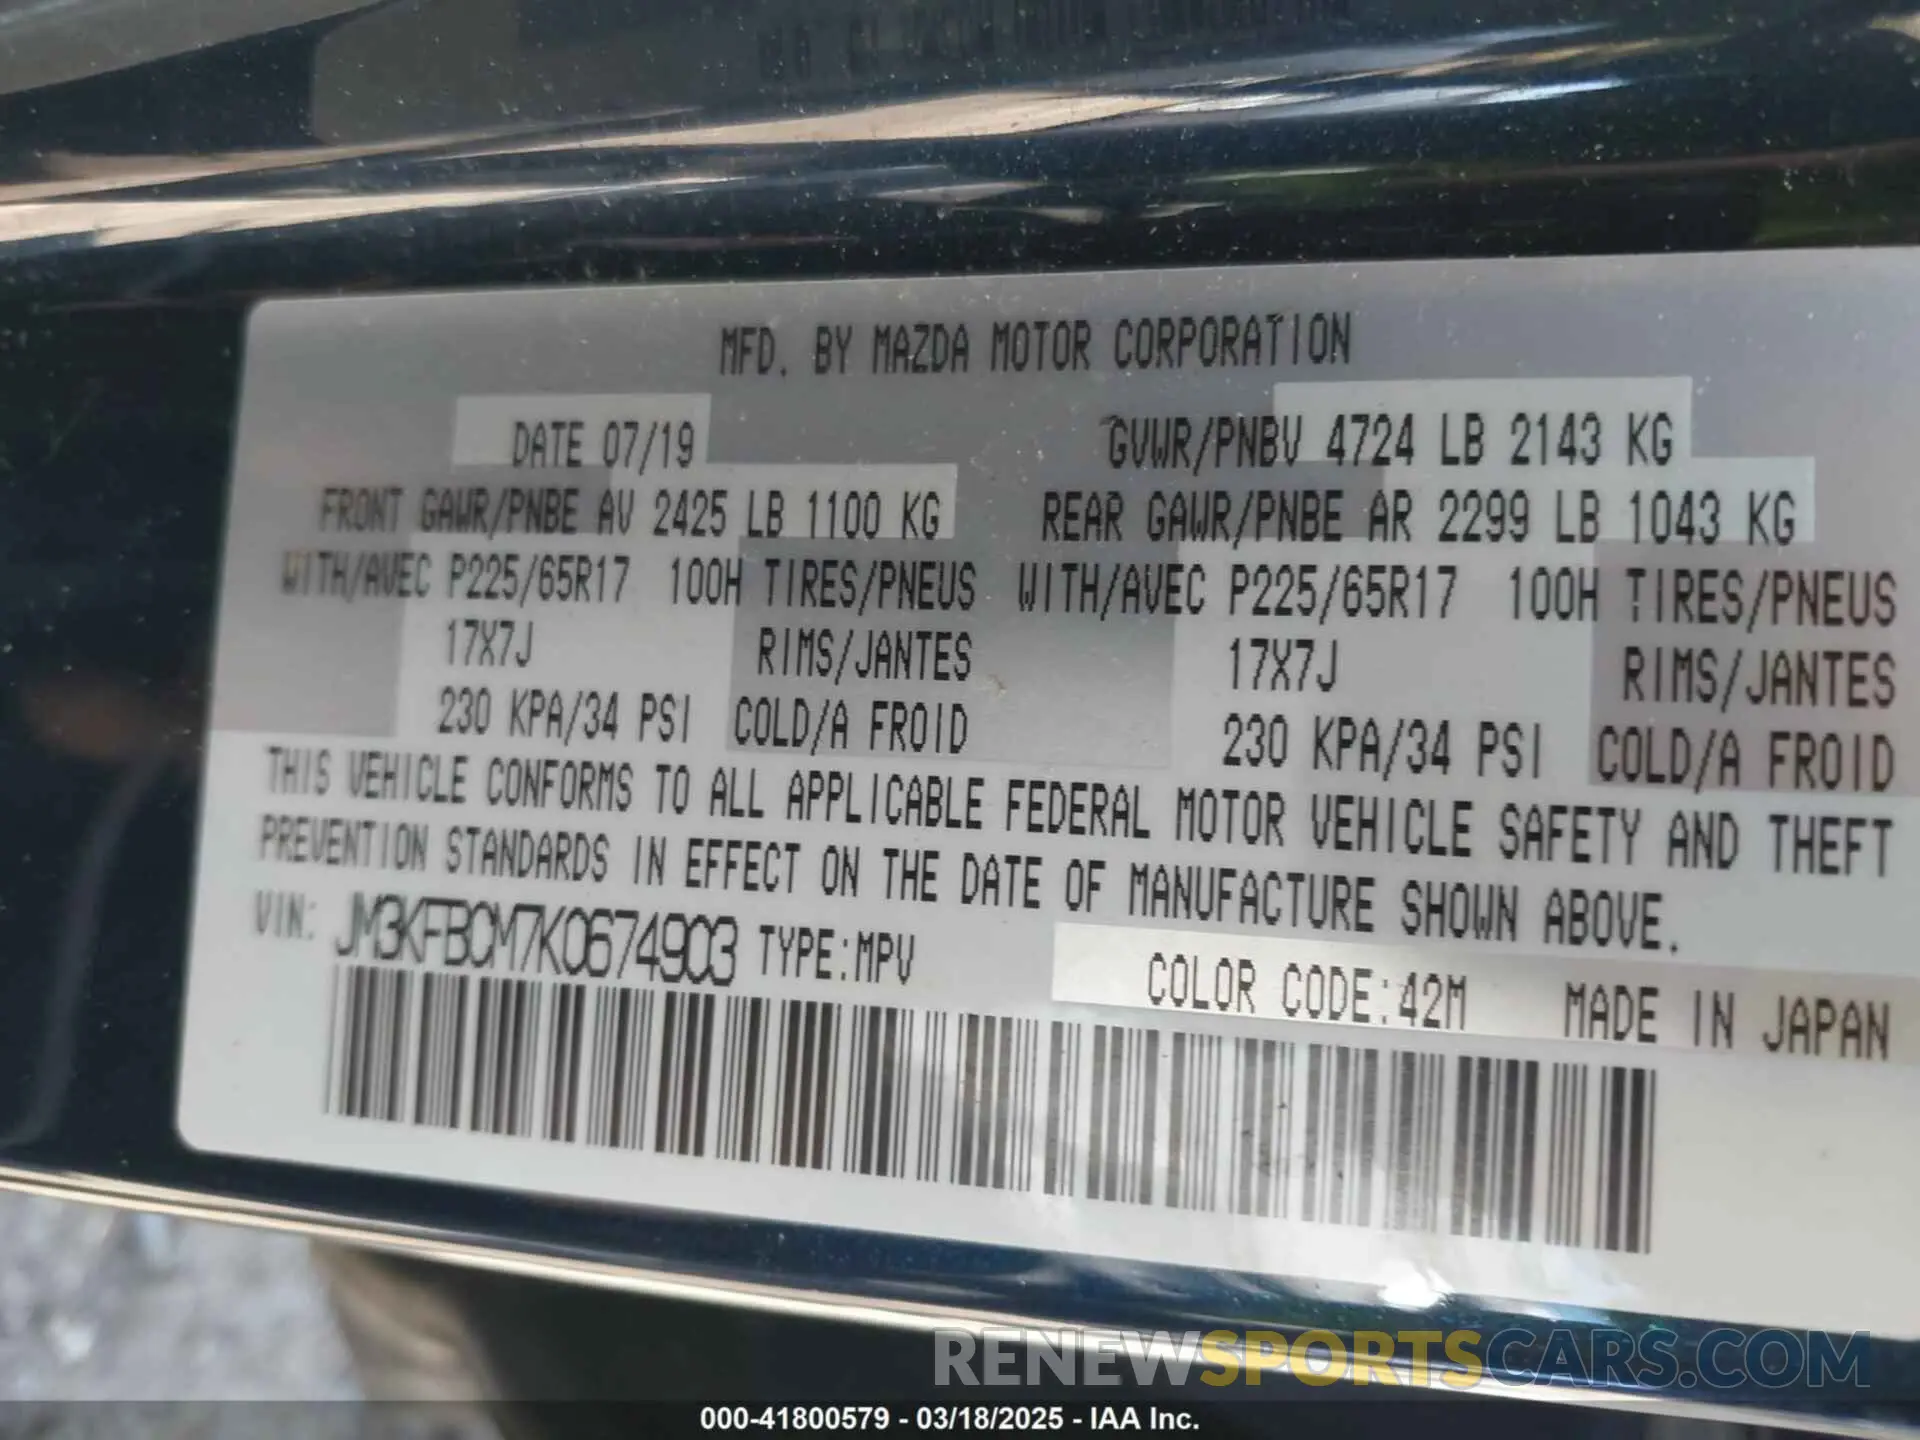 MFD. BY MAZDA MOTOR CORPORATION
DATE 07/19 GVWR/PNBV 4724 LB 2143 KG
FRONT GAWR/PNBE AV 2425 LB 1100 KG REAR GAWR/PNBE AR 2299 LB 1043 KG
WITH/AVEC P225/65R17 100H TIRES/PNEUS WITH/AVEC P225/65R17 100H TIRES/PNEUS
17X7J RIMS/JANTES 17X7J RIMS/JANTES
230 KPA/34 PSI COLD/A FROID 230 KPA/34 PSI COLD/A FROID
THIS VEHICLE CONFORMS TO ALL APPLICABLE FEDERAL MOTOR VEHICLE SAFETY AND THEFT
PREVENTION STANDARDS IN EFFECT ON THE DATE OF MANUFACTURE SHOWN ABOVE.
VIN: JM3KFBCM7K0674903 TYPE:MPV
COLOR CODE:42M MADE IN JAPAN
RENEWSPORTSCARS.COM
000-41800579 - 03/18/2025 - IAA Inc.